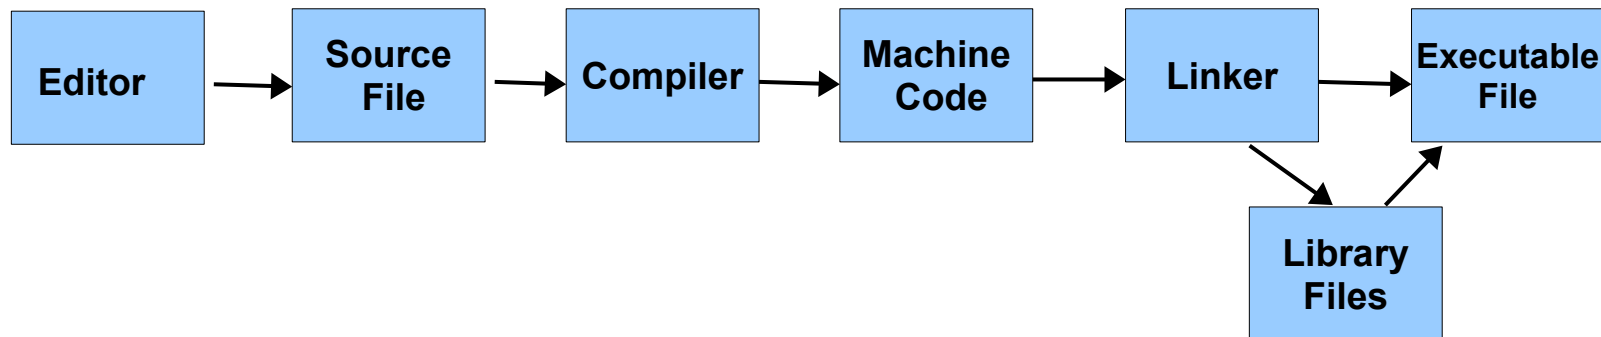 Editor
Source
File
Compiler
Machine
Code
Linker
Executable
File
Library
Files